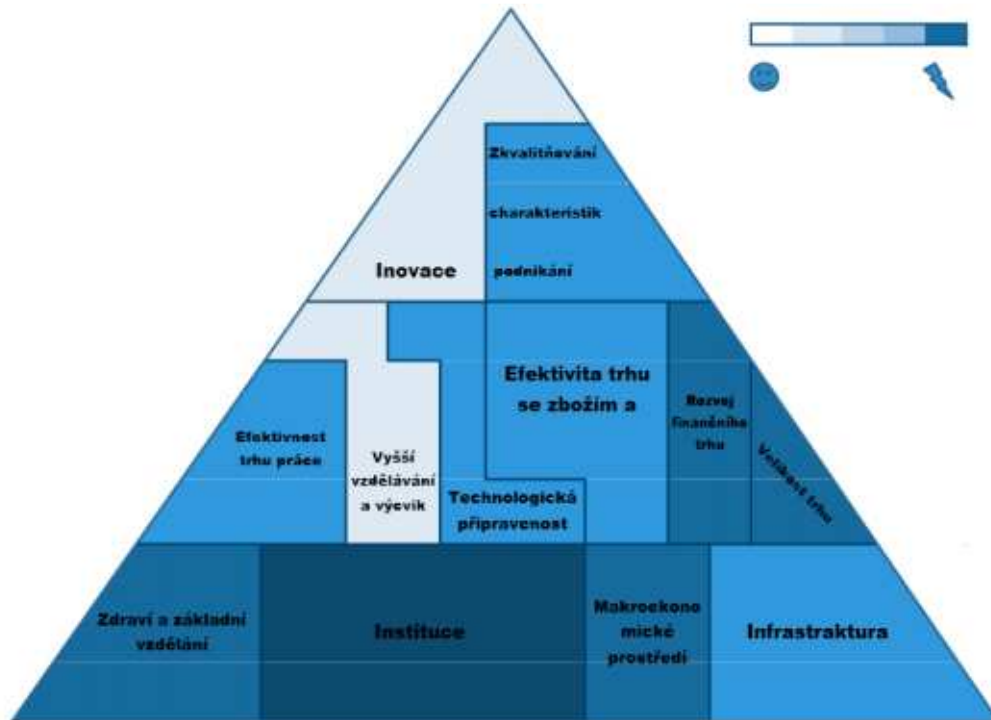 Zkvalitňování
charakteristik
Inovace
podnikání
Efektivita trhu
se zbožím a
Rozvoj
finančního
trhu
Velikost trhu
Efektivnost
trhu práce
Vyšší
vzdělávání
a výcvik
Technologická
připravenost
Zdraví a základní
vzdělání
Instituce
Makroekono
mické
prostředí
Infrastraktura